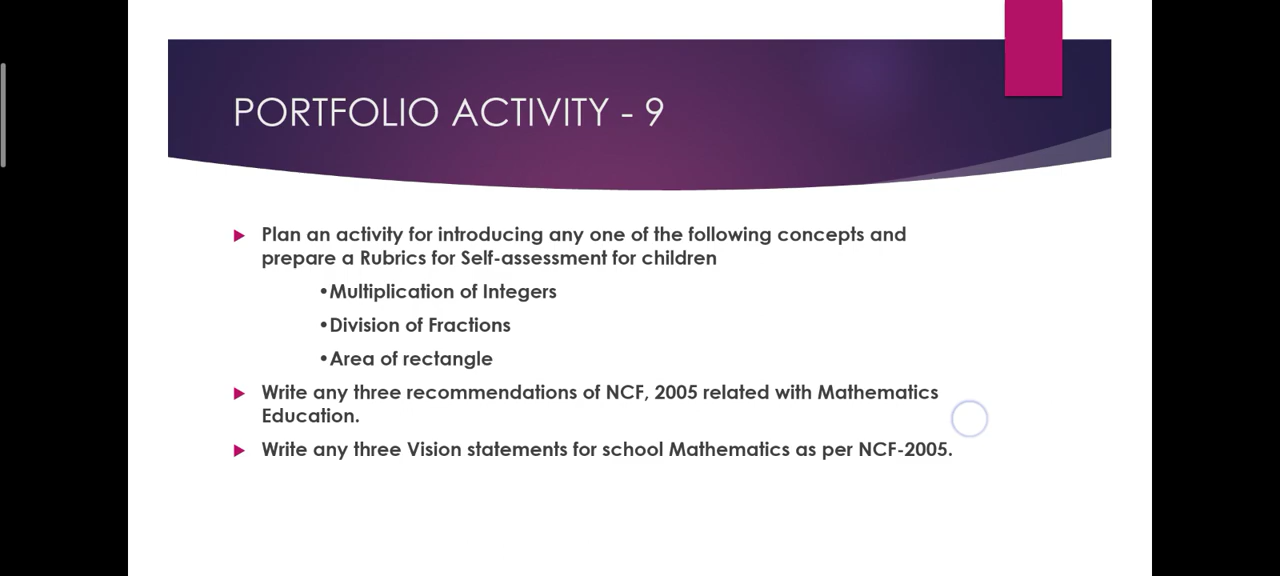 PORTFOLIO ACTIVITY - 9
Plan an activity for introducing any one of the following concepts and
prepare a Rubrics for Self-assessment for children
•Multiplication of Integers
•Division of Fractions
•Area of rectangle
Write any three recommendations of NCF, 2005 related with Mathematics
Education.
Write any three Vision statements for school Mathematics as per NCF-2005.